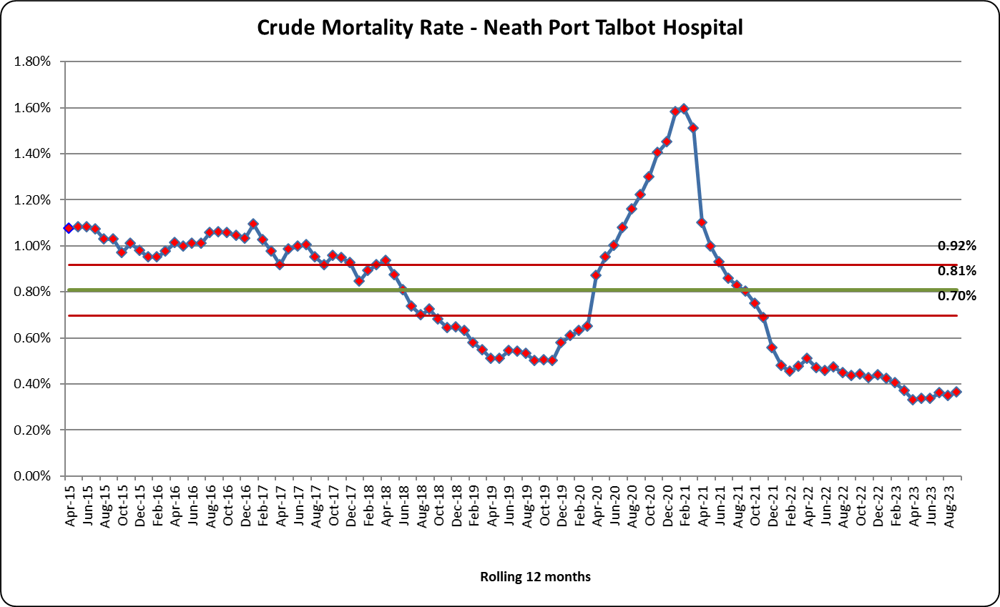 Crude Mortality Rate - Neath Port Talbot Hospital
1.80%
1.60%
1.40%
1.20%
1.00%
0.80%
0.60%
0.40%
0.20%
0.00%
0.92%
0.81%
0.70%
Apr-15
Jun-15
Aug-15
Oct-15
Dec-15
Feb-16
Apr-16
Jun-16
Aug-16
Oct-16
Dec-16
Feb-17
Apr-17
Jun-17
Aug-17
Oct-17
Dec-17
Feb-18
Apr-18
Jun-18
Aug-18
Oct-18
Dec-18
Feb-19
Apr-19
Jun-19
Aug-19
Oct-19
Dec-19
Feb-20
Apr-20
Jun-20
Aug-20
Oct-20
Dec-20
Feb-21
Apr-21
Jun-21
Aug-21
Oct-21
Dec-21
Feb-22
Apr-22
Jun-22
Aug-22
Oct-22
Dec-22
Feb-23
Apr-23
Jun-23
Aug-23
Rolling 12 months